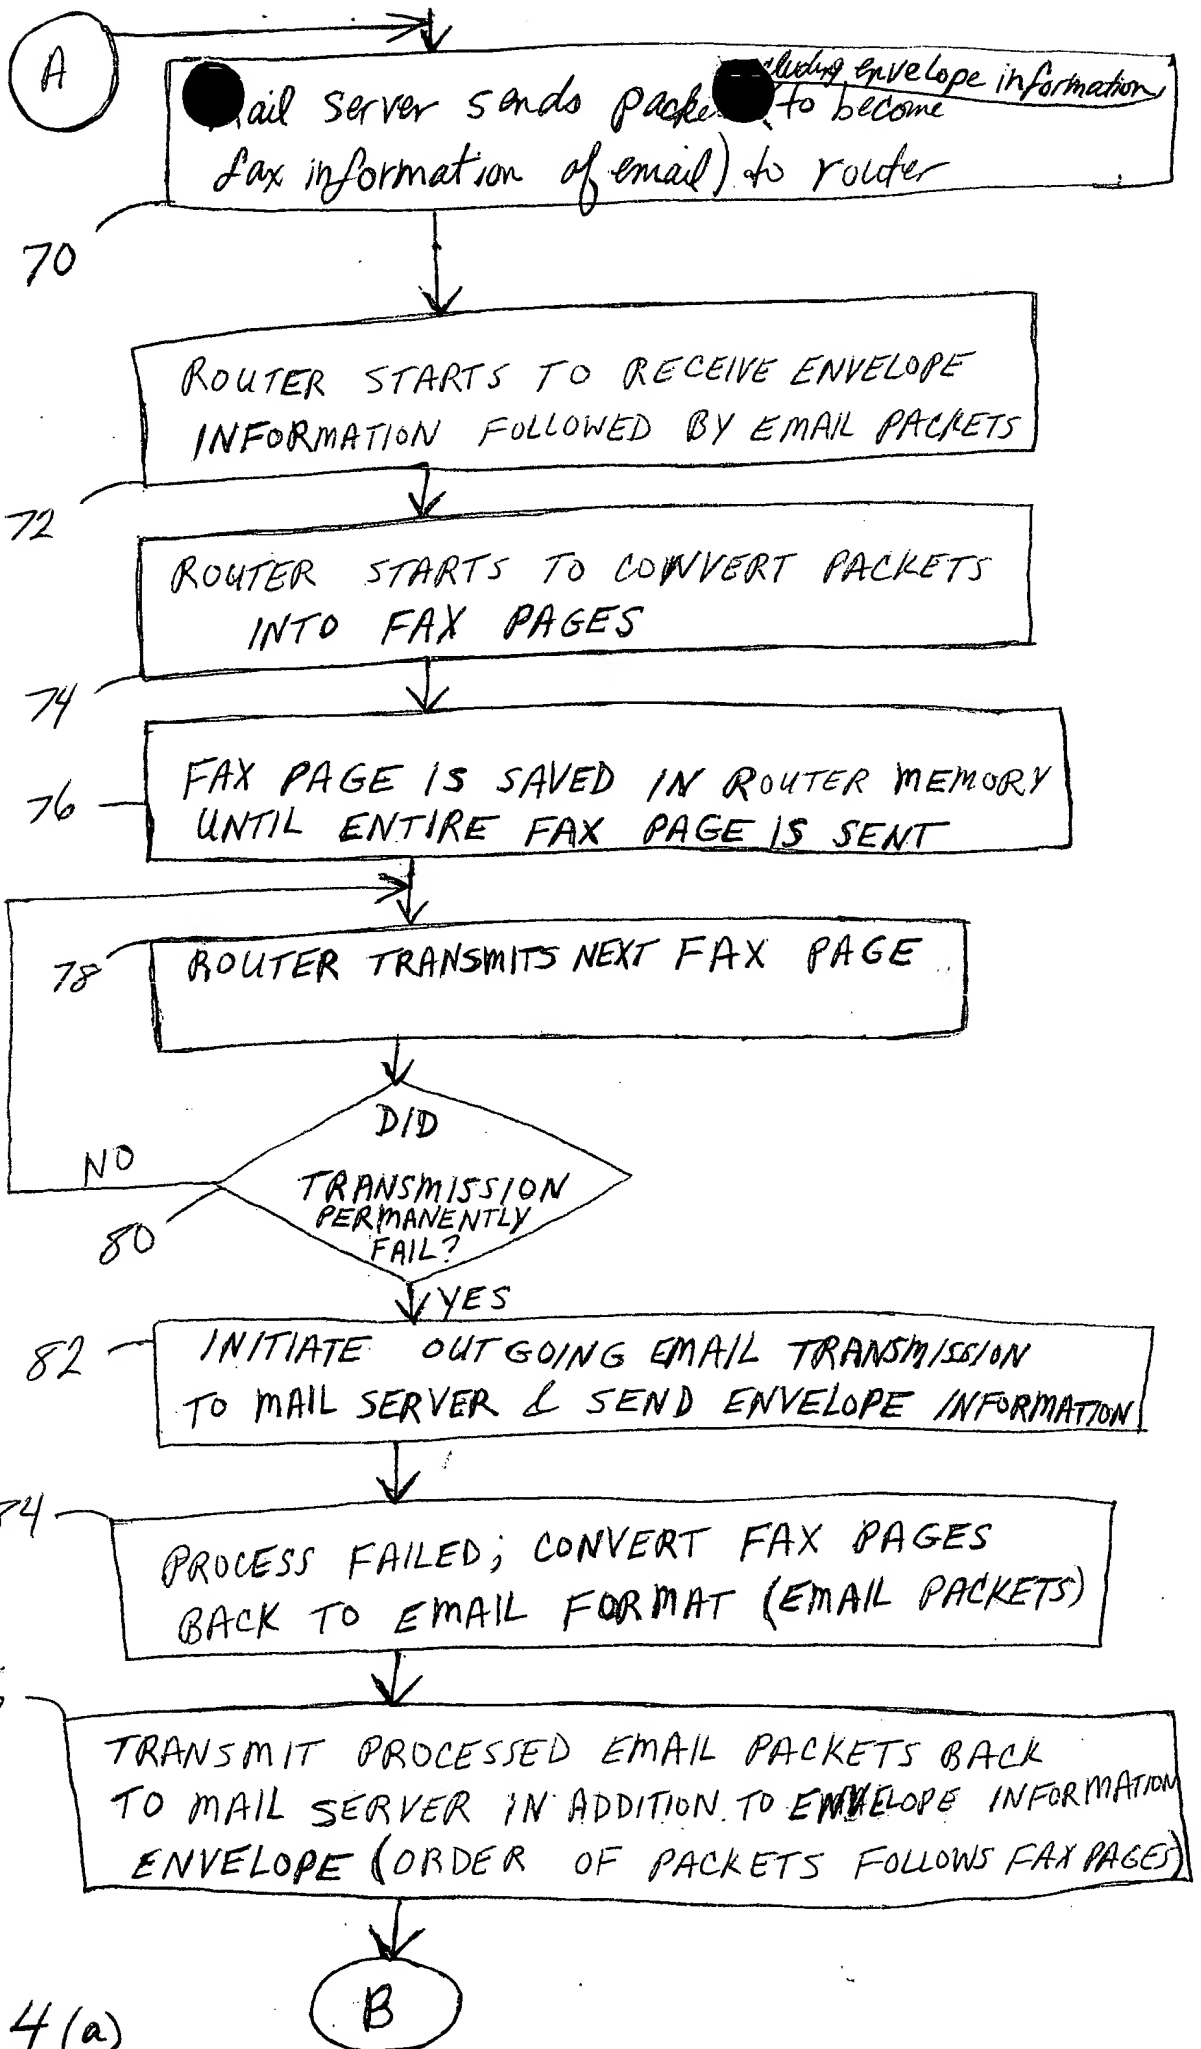 A
cluding envelope information
ail server sends packe (to become
fax information of email) to router
70
ROUTER STARTS TO RECEIVE ENVELOPE
INFORMATION FOLLOWED BY EMAIL PACKETS
72
ROUTER STARTS TO CONVERT PACKETS
INTO FAX PAGES
74
FAX PAGE IS SAVED IN ROUTER MEMORY
76
UNTIL ENTIRE FAX PAGE IS SENT
78
ROUTER TRANSMITS NEXT FAX PAGE
DID
NO
TRANSMISSION
PERMANENTLY
80
FAIL?
YES
82
INITIATE OUTGOING EMAIL TRANSMISSION
TO MAIL SERVER & SEND ENVELOPE INFORMATION
84
PROCESS FAILED; CONVERT FAX PAGES
BACK TO EMAIL FORMAT (EMAIL PACKETS)
TRANSMIT PROCESSED EMAIL PACKETS BACK
TO MAIL SERVER IN ADDITION TO ENVELOPE INFORMATION
ENVELOPE (ORDER OF PACKETS FOLLOWS FAX PAGES)
B
4(a)